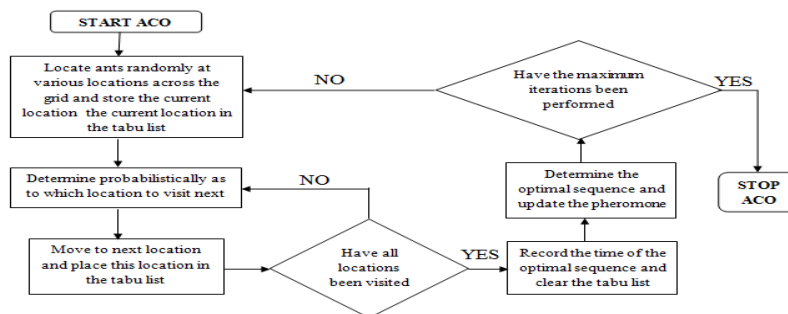 START ACO
Locate ants randomly at
various locations across
the grid and store the
current location the current location in
the tabu list
NO
Have the maximum
iterations been
performed
YES
Determine probabilistically as
to which location to visit next
NO
Determine the
optimal sequence and
update the pheromone
STOP
ACO
Move to next location
and place this location in
the tabu list
Have all
locations
been visited
YES
Record the time of the
optimal sequence and
clear the tabu list